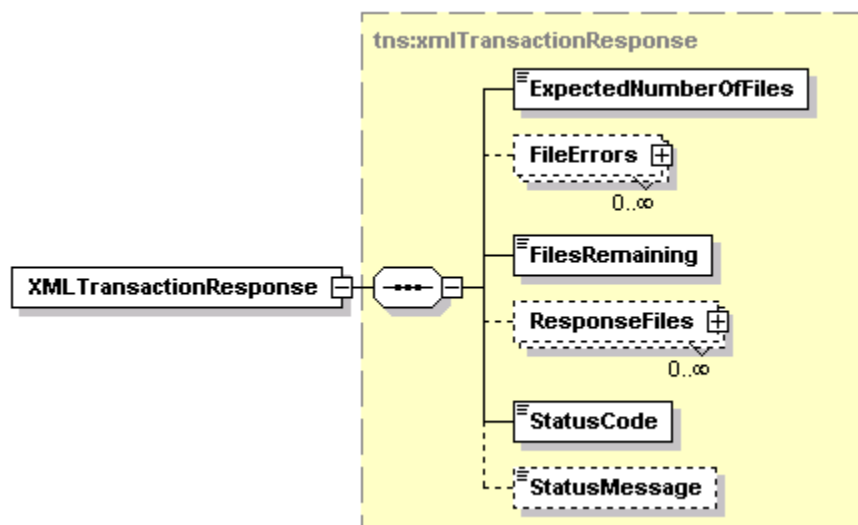 tns:xmlTransactionResponse
ExpectedNumberOfFiles
FileErrors
0..∞
FilesRemaining
XMLTransactionResponse
ResponseFiles
0..∞
StatusCode
StatusMessage